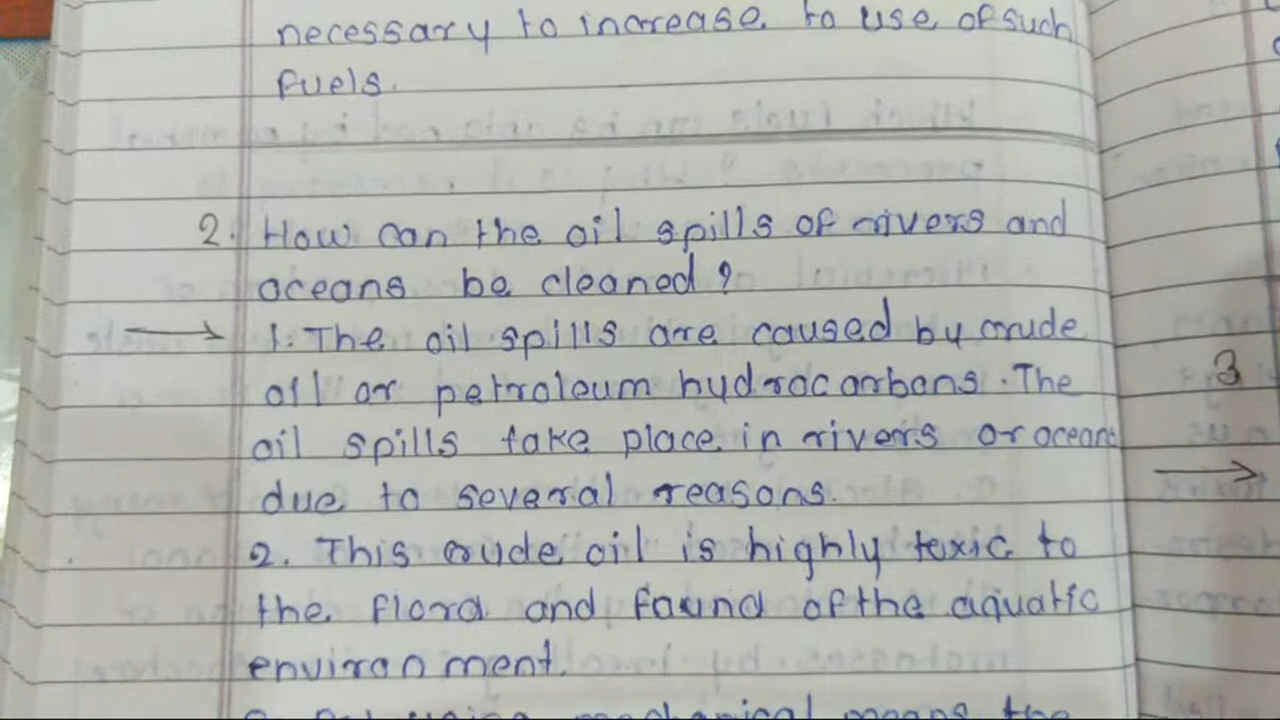 necessary to increase to use of such
fuels.
2. How can the oil spills of rivers and
oceans be cleaned?
→ 1. The oil spills are caused by crude
oil or petroleum hydrocarbons. The
oil spills take place in rivers or oceans
due to several reasons.
2. This crude oil is highly toxic to
the flora and fauna of the aquatic
environment.
mechanical means the
3
→